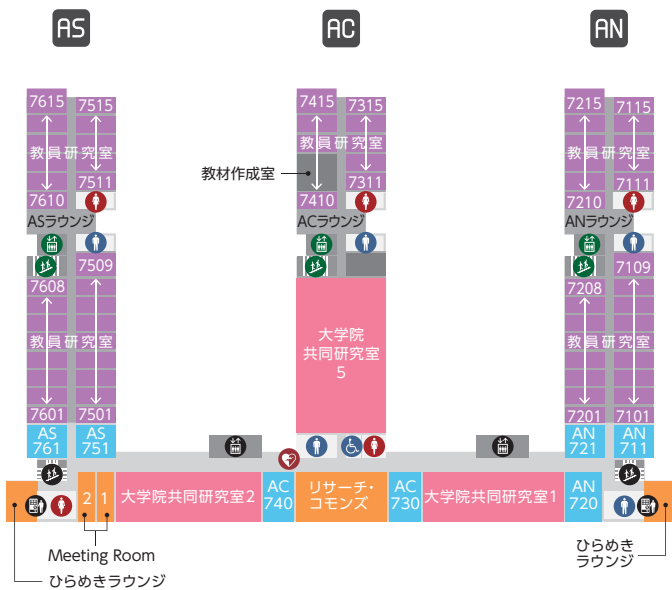 AS
AC
AN
7615
7515
教員研究室
7511
7610
ASラウンジ
7509
7608
教員研究室
7601
7501
AS
761
AS
751
7415
7315
教員研究室
教材作成室
7311
7410
ACラウンジ
大学院
共同研究室
5
7215
7115
教員研究室
7111
7210
ANラウンジ
7109
7208
教員研究室
7201
7101
AN
721
AN
711
2
1
大学院共同研究室2
AC
740
リサーチ・
コモンズ
AC
730
大学院共同研究室1
AN
720
Meeting Room
ひらめきラウンジ
ひらめき
ラウンジ